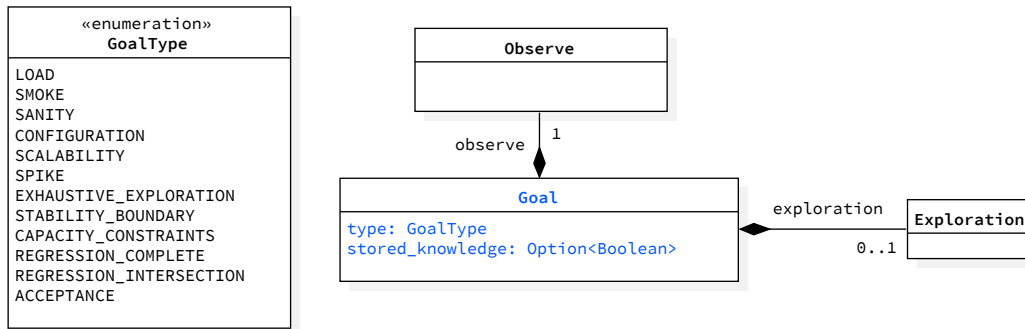 «enumeration»
GoalType
LOAD
SMOKE
SANITY
CONFIGURATION
SCALABILITY
SPIKE
EXHAUSTIVE_EXPLORATION
STABILITY_BOUNDARY
CAPACITY_CONSTRAINTS
REGRESSION_COMPLETE
REGRESSION_INTERSECTION
ACCEPTANCE
Observe
observe
1
Goal
type: GoalType
stored_knowledge: Option<Boolean>
exploration
0..1
Exploration